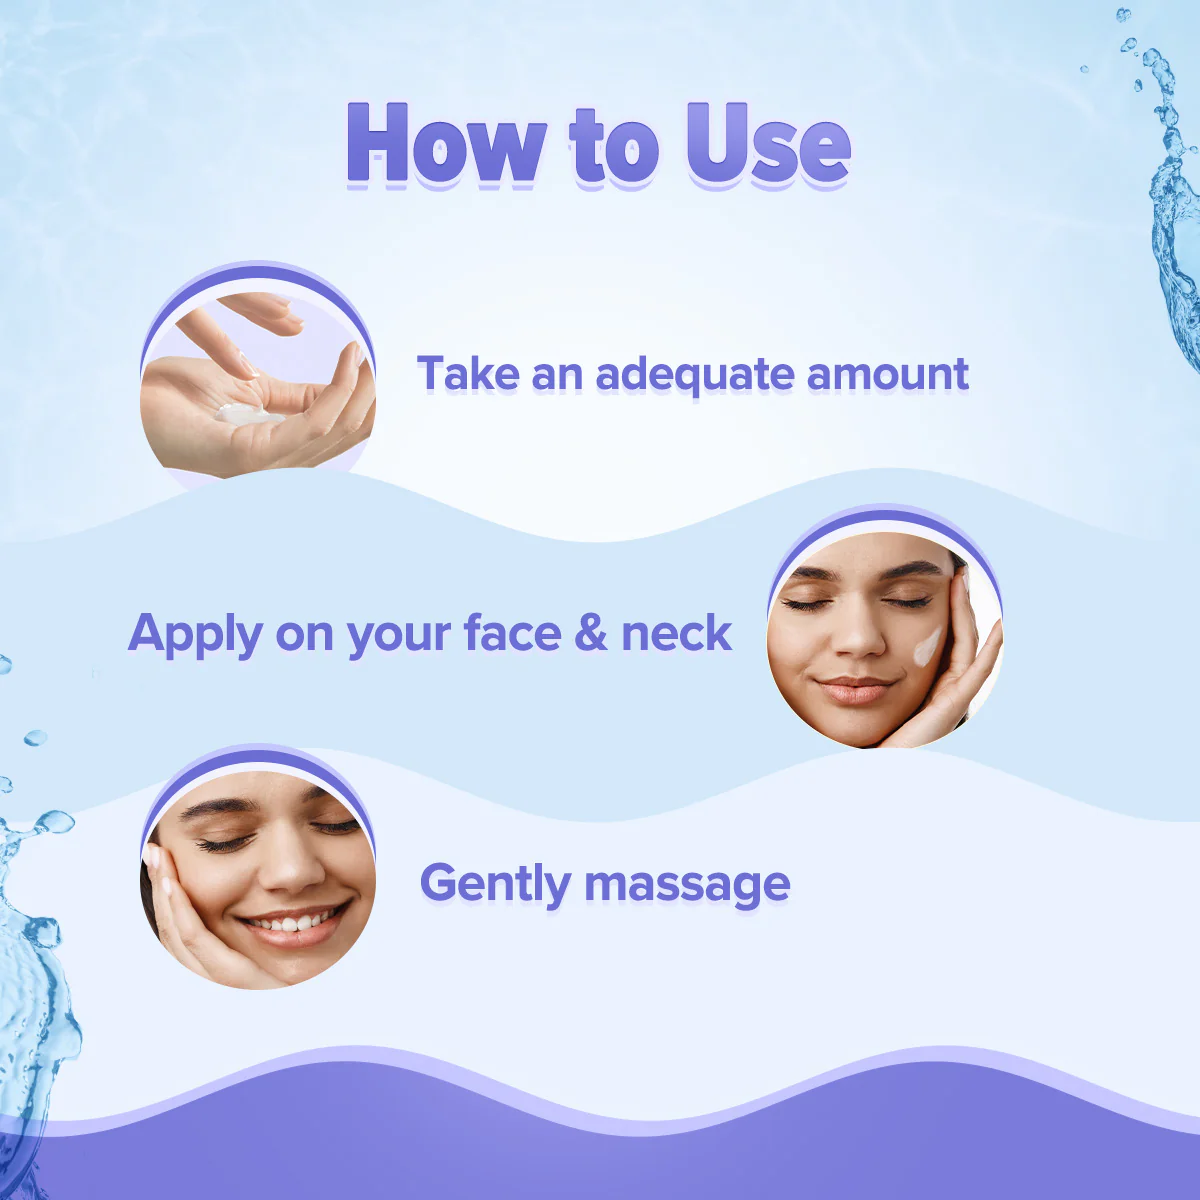 How to Use
Take an adequate amount
Apply on your face & neck
Gently massage